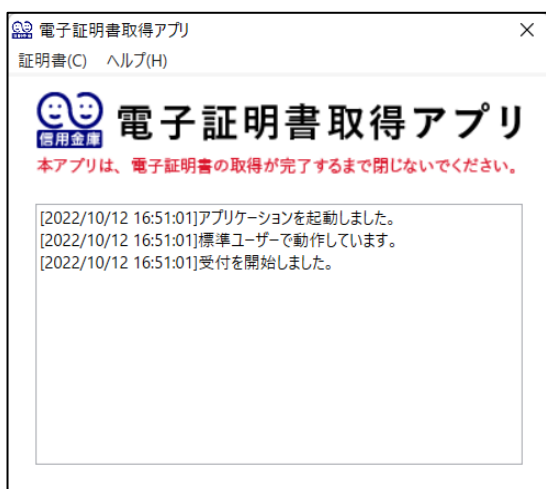 電子証明書取得アプリ
証明書(C) ヘルプ(H)
信用金庫
電子証明書取得アプリ
本アプリは、電子証明書の取得が完了するまで閉じないでください。
[2022/10/12 16:51:01]アプリケーションを起動しました。
[2022/10/12 16:51:01]標準ユーザーで動作しています。
[2022/10/12 16:51:01]受付を開始しました。